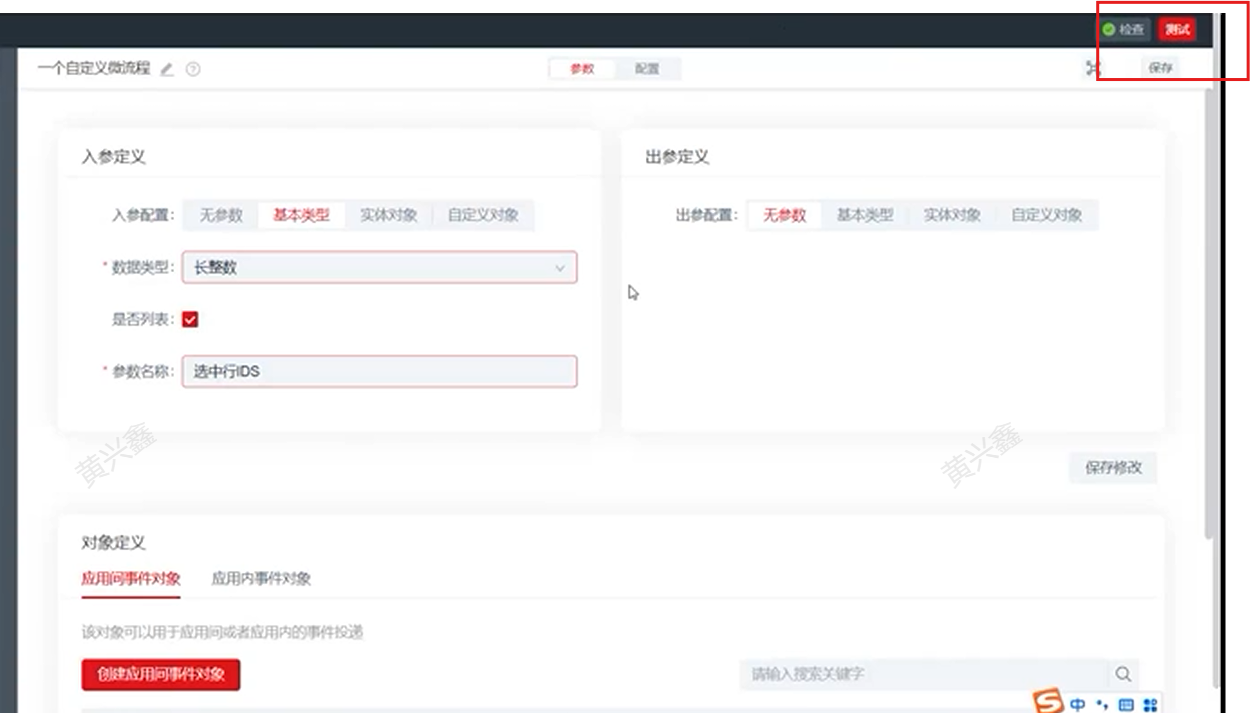 检查 测试
一个自定义微流程 参数 配置 保存
入参定义 出参定义
入参配置: 无参数 基本类型 实体对象 自定义对象 出参配置: 无参数 基本类型 实体对象 自定义对象
* 数据类型: 长整数
是否列表:
* 参数名称: 选中行IDS
黄兴鑫 黄兴鑫
保存修改
对象定义
应用间事件对象 应用内事件对象
该对象可以用于应用间或者应用内的事件投递
创建应用间事件对象 请输入搜索关键字
S 中